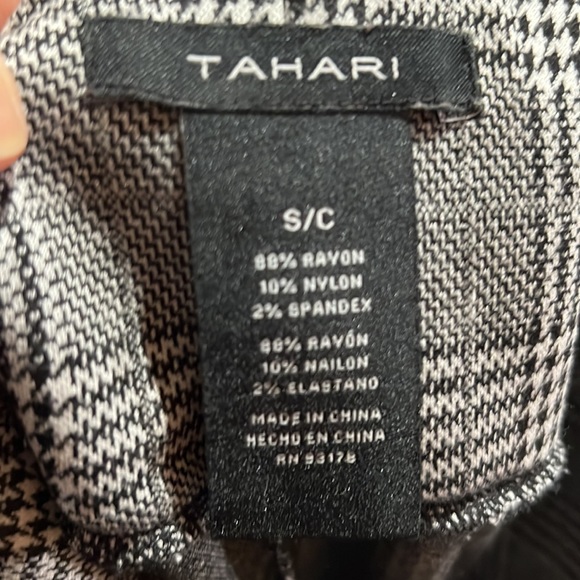 TAHARI
S/C
88% RAYON
10% NYLON
2% SPANDEX
88% RAYÓN
10% NAILON
2% ELASTANO
MADE IN CHINA
HECHO EN CHINA
RN 93178